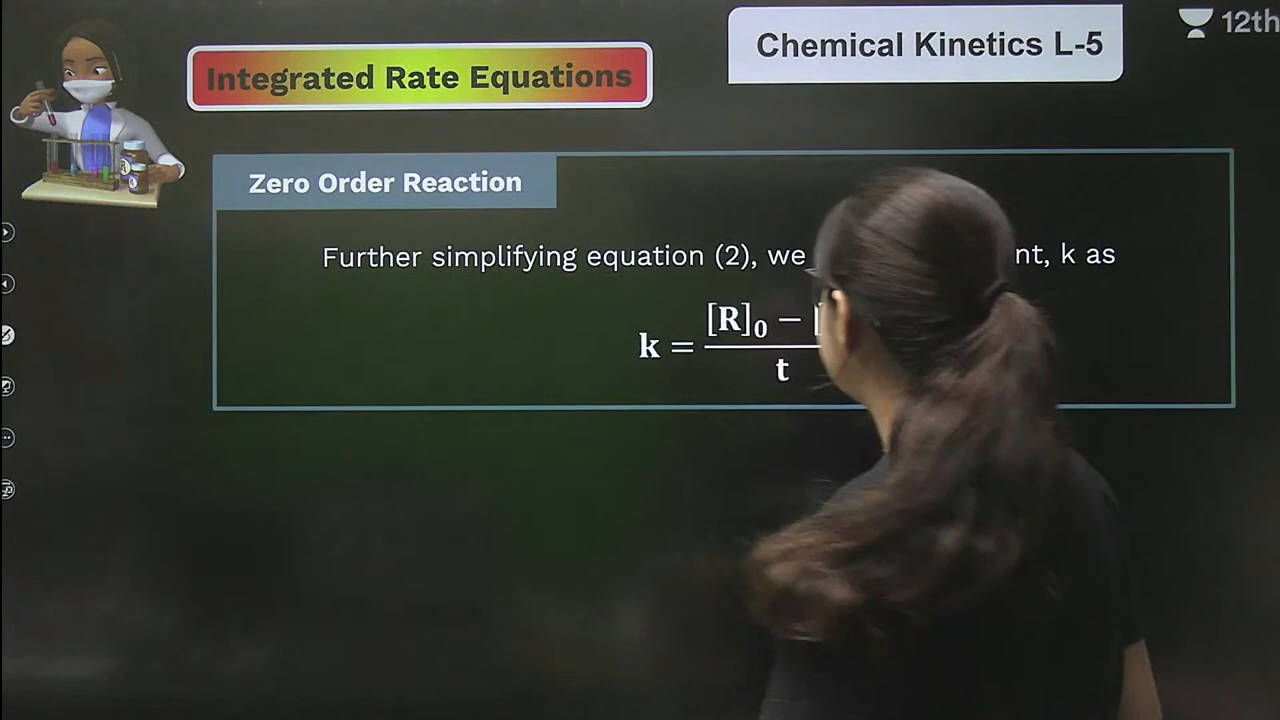 Chemical Kinetics L-5
12th
Integrated Rate Equations
Zero Order Reaction
Further simplifying equation (2), we nt, k as
k = [R]₀ − [ / t